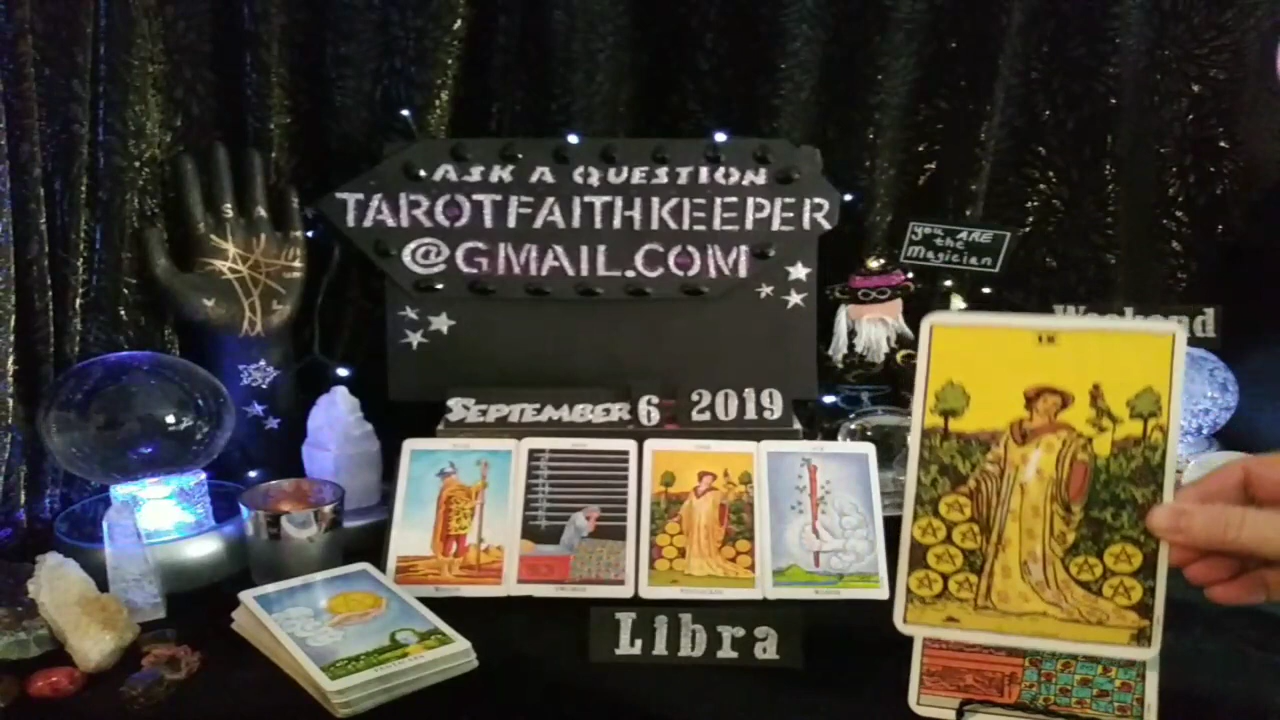 ASK A QUESTION
TAROTFAITHKEEPER
@GMAIL.COM
you ARE
the
Magician
Weekend
SEPTEMBER 6 2019
Libra